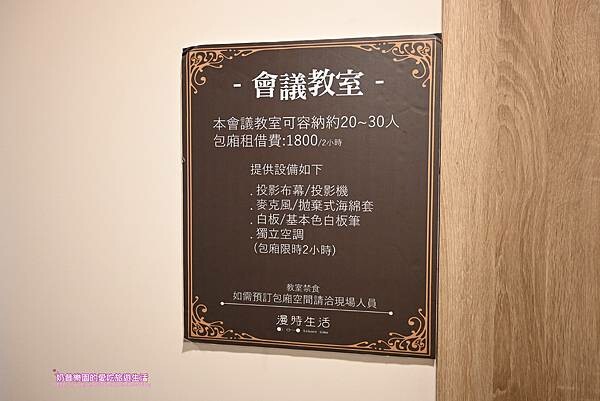 - 會議教室 -
本會議教室可容納約20~30人
包廂租借費:1800/2小時
提供設備如下
. 投影布幕/投影機
. 麥克風/拋棄式海綿套
. 白板/基本色白板筆
. 獨立空調
(包廂限時2小時)
教室禁食
如需預訂包廂空間請洽現場人員
漫時生活
奶爸樂園的愛吃旅遊生活